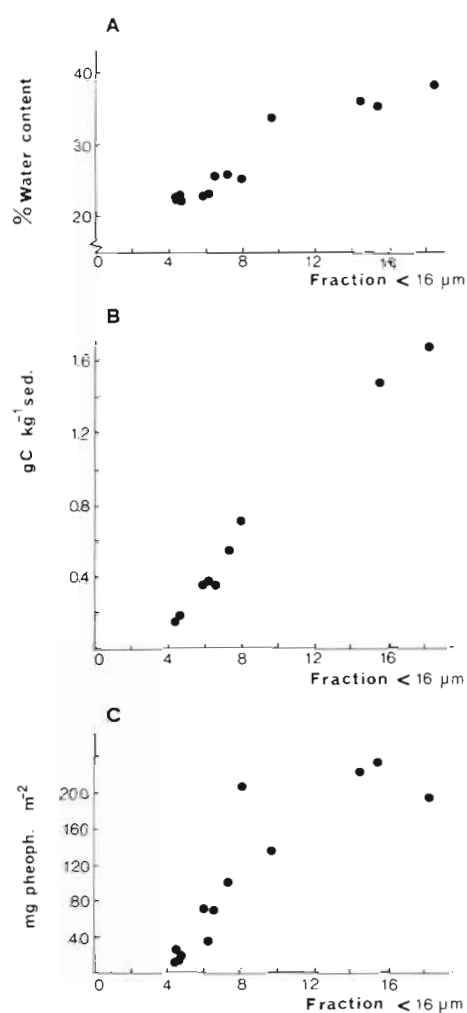 A
% Water content
40
30
20
0 4 8 12 16
Fraction < 16 µm
B
gC kg⁻¹ sed.
1.6
1.2
0.8
0.4
0 4 8 12 16
Fraction < 16 µm
C
mg pheoph. m⁻²
200
160
120
80
40
0 4 8 12 16
Fraction < 16 µm